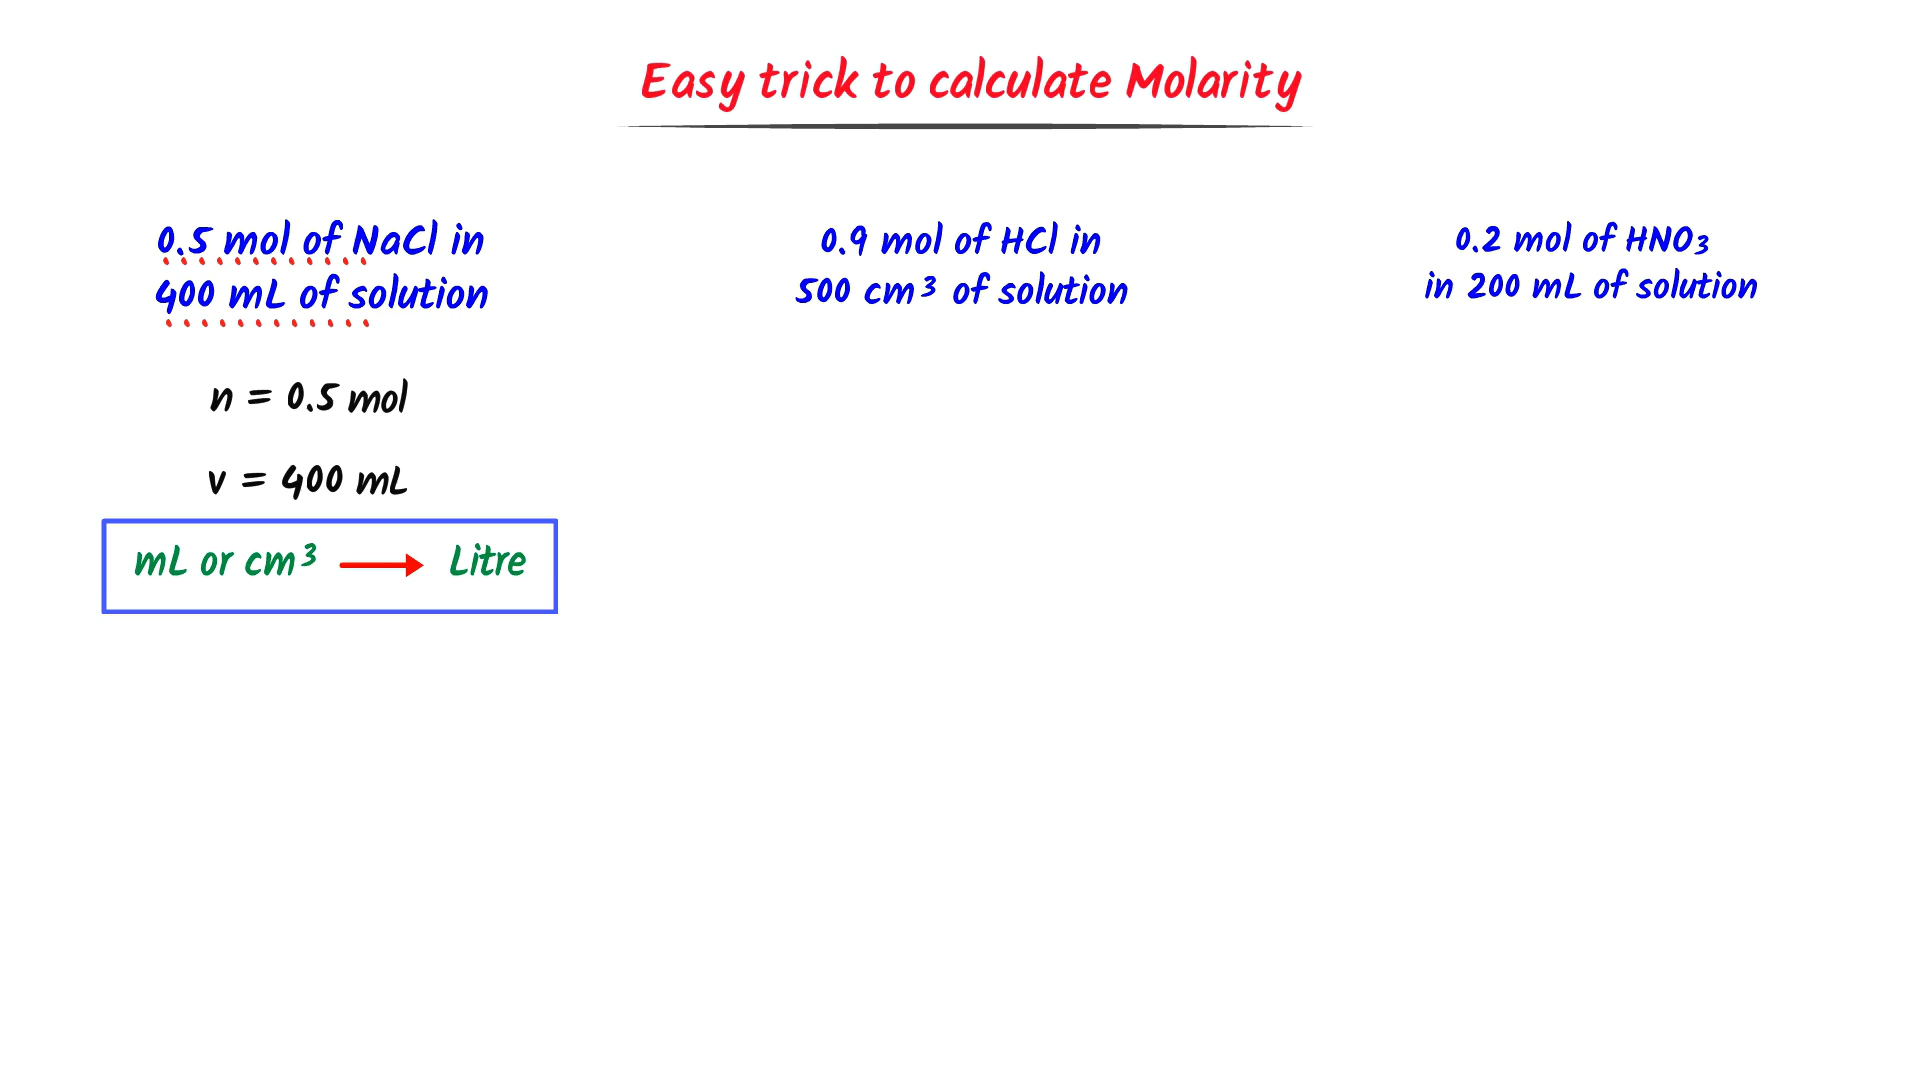 Easy trick to calculate Molarity
0.5 mol of NaCl in
400 mL of solution
n = 0.5 mol
v = 400 mL
mL or cm³ → Litre
0.9 mol of HCl in
500 cm³ of solution
0.2 mol of HNO₃
in 200 mL of solution